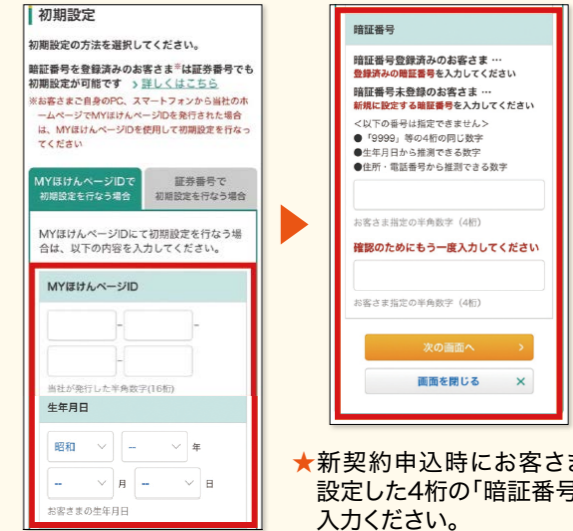 初期設定
初期設定の方法を選択してください。
暗証番号を登録済みのお客さま※は証券番号でも
初期設定が可能です > 詳しくはこちら
※お客さまご自身のPC、スマートフォンから当社のホ
ームページでMYほけんページIDを発行された場合
は、MYほけんページIDを使用して初期設定を行なっ
てください
MYほけんページIDで
初期設定を行なう場合
証券番号で
初期設定を行なう場合
MYほけんページIDにて初期設定を行なう場
合は、以下の内容を入力してください。
MYほけんページID
- -
-
当社が発行した半角数字(16桁)
生年月日
昭和 -- 年
-- 月 -- 日
お客さまの生年月日
暗証番号
暗証番号登録済みのお客さま …
登録済みの暗証番号を入力してください
暗証番号未登録のお客さま …
新規に設定する暗証番号を入力してください
<以下の番号は指定できません>
●「9999」等の4桁の同じ数字
●生年月日から推測できる数字
●住所・電話番号から推測できる数字
お客さま指定の半角数字（4桁）
確認のためにもう一度入力してください
お客さま指定の半角数字（4桁）
次の画面へ >
画面を閉じる ×
★新契約申込時にお客さま
設定した4桁の「暗証番号
入力ください。